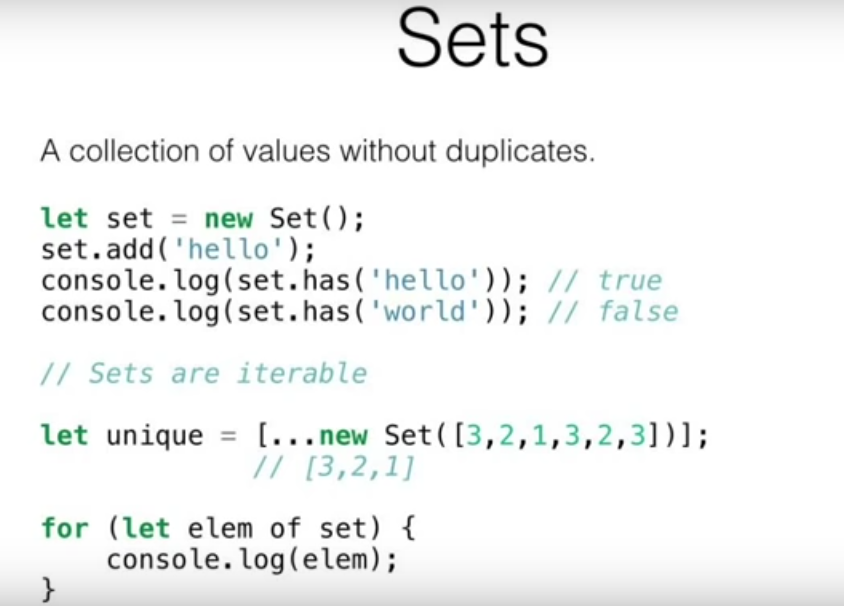 Sets
A collection of values without duplicates.
let set = new Set();
set.add('hello');
console.log(set.has('hello')); // true
console.log(set.has('world')); // false
// Sets are iterable
let unique = [...new Set([3,2,1,3,2,3])];
// [3,2,1]
for (let elem of set) {
    console.log(elem);
}